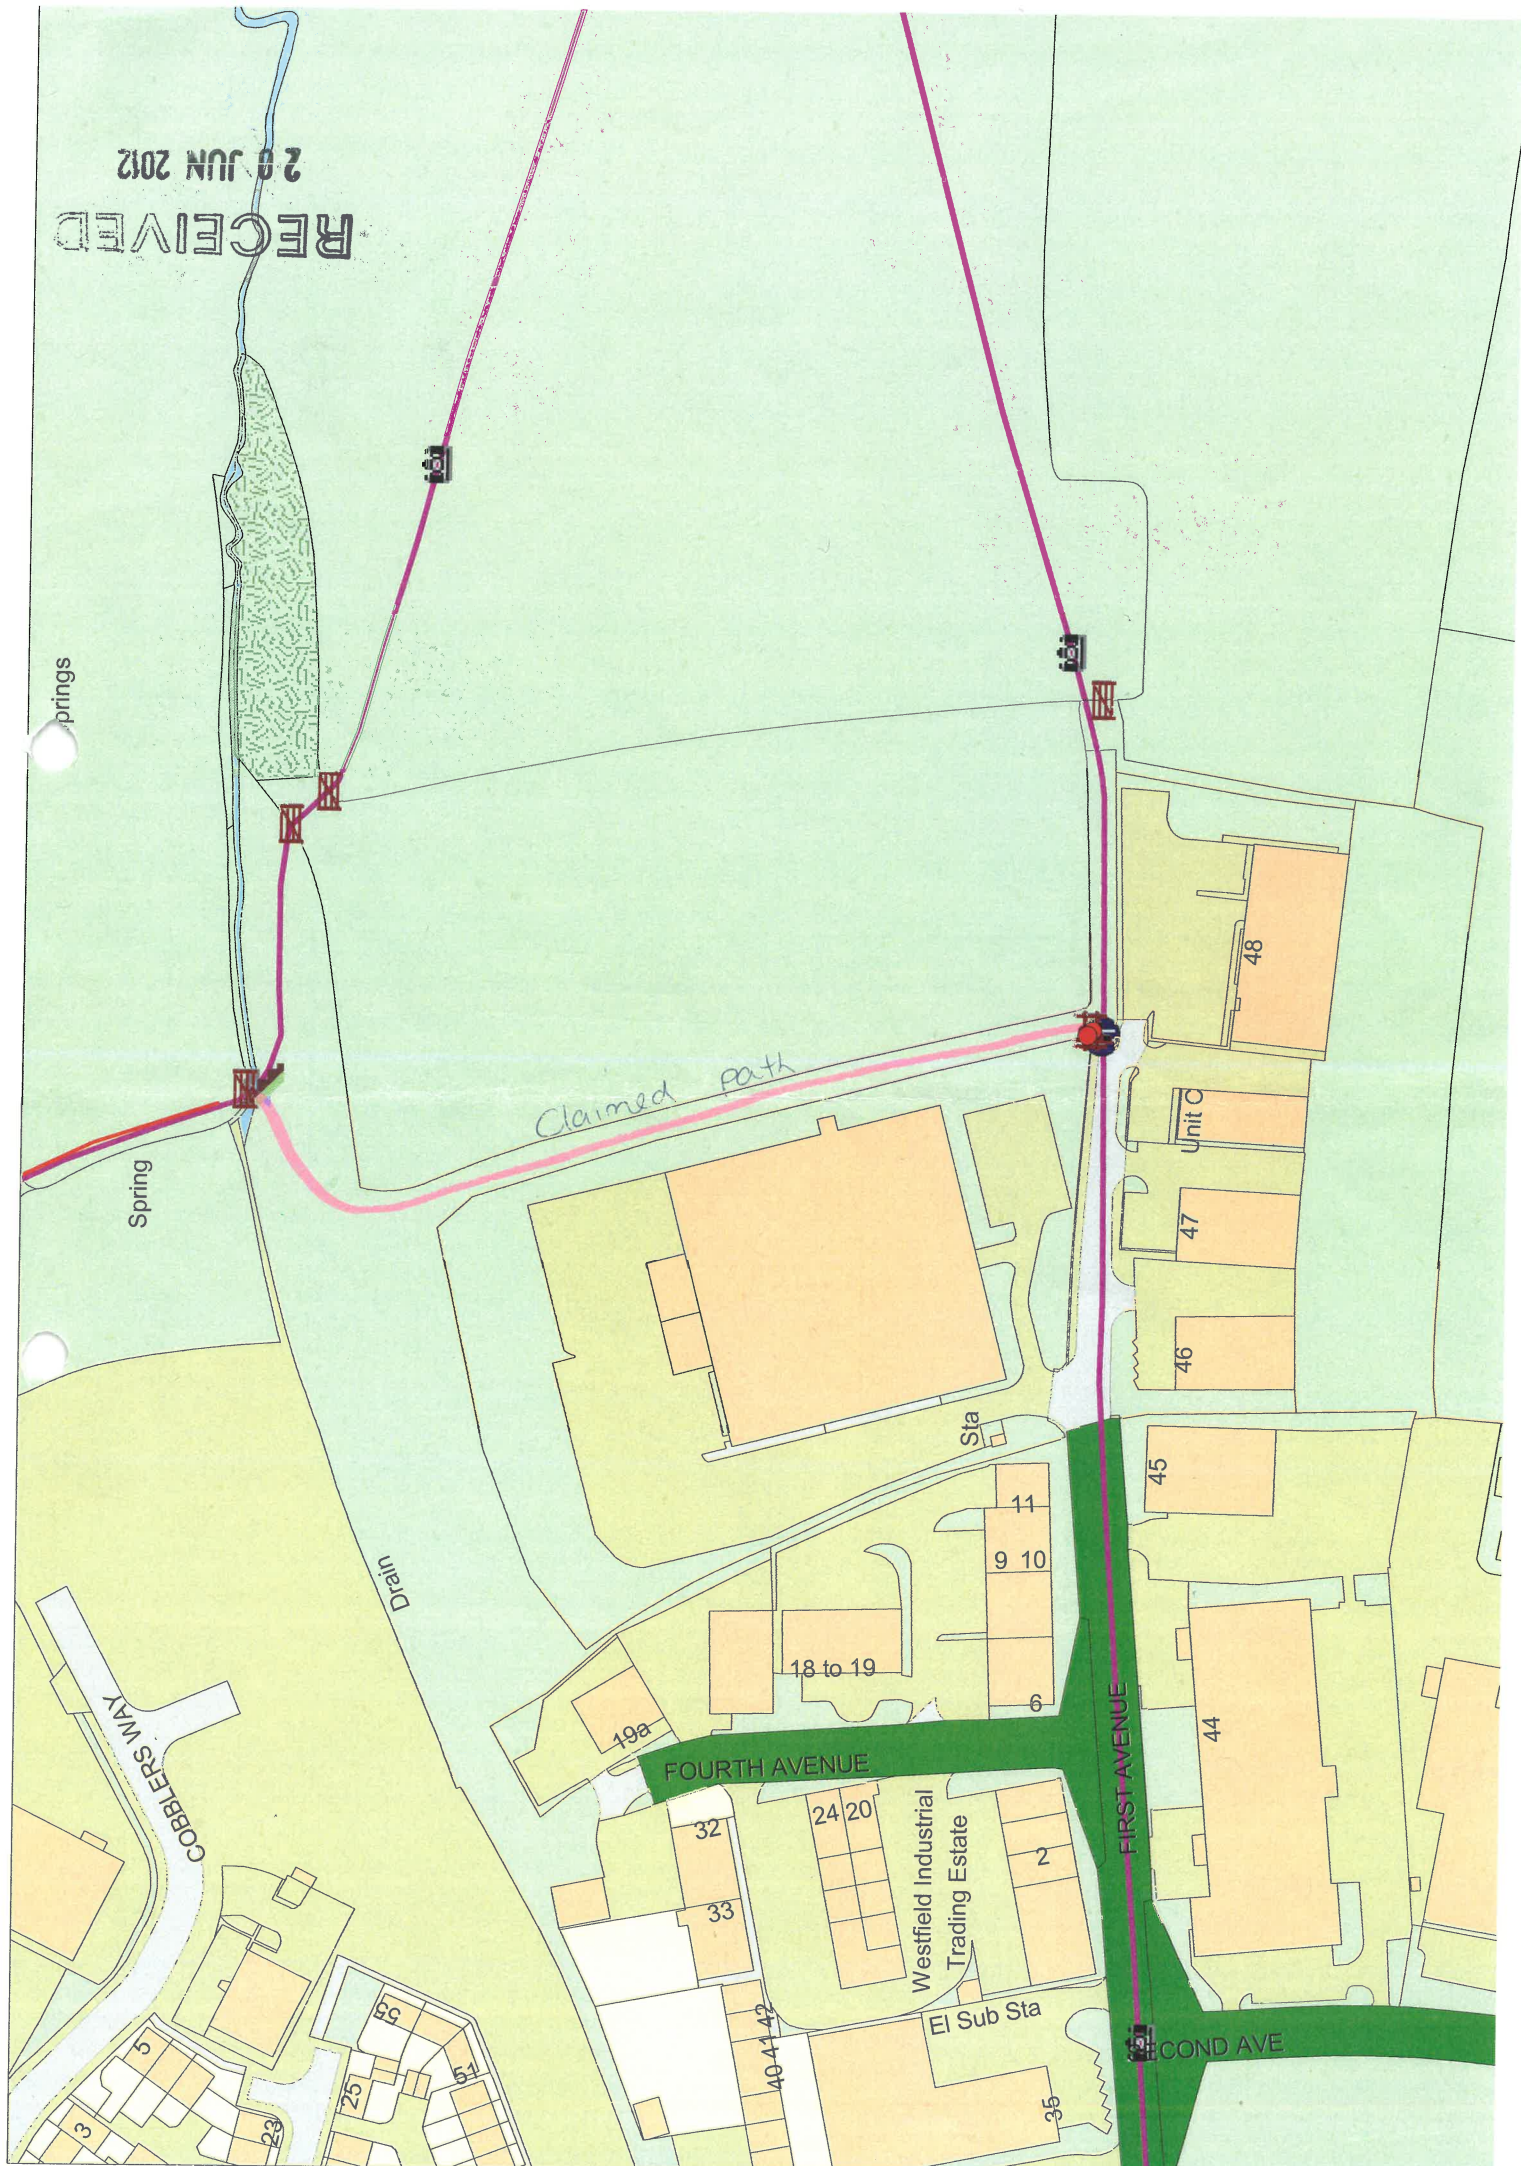 20 JUN 2012
RECEIVED
prings
Spring
Claimed path
48
Unit C
47
46
45
Sta
11
9 10
Drain
18 to 19
6
19a
COBBLERS WAY
FOURTH AVENUE
FIRST AVENUE
44
32
24 20
2
33
Westfield Industrial
Trading Estate
El Sub Sta
COND AVE
55
5
51
25
3
23
40 41 42
35